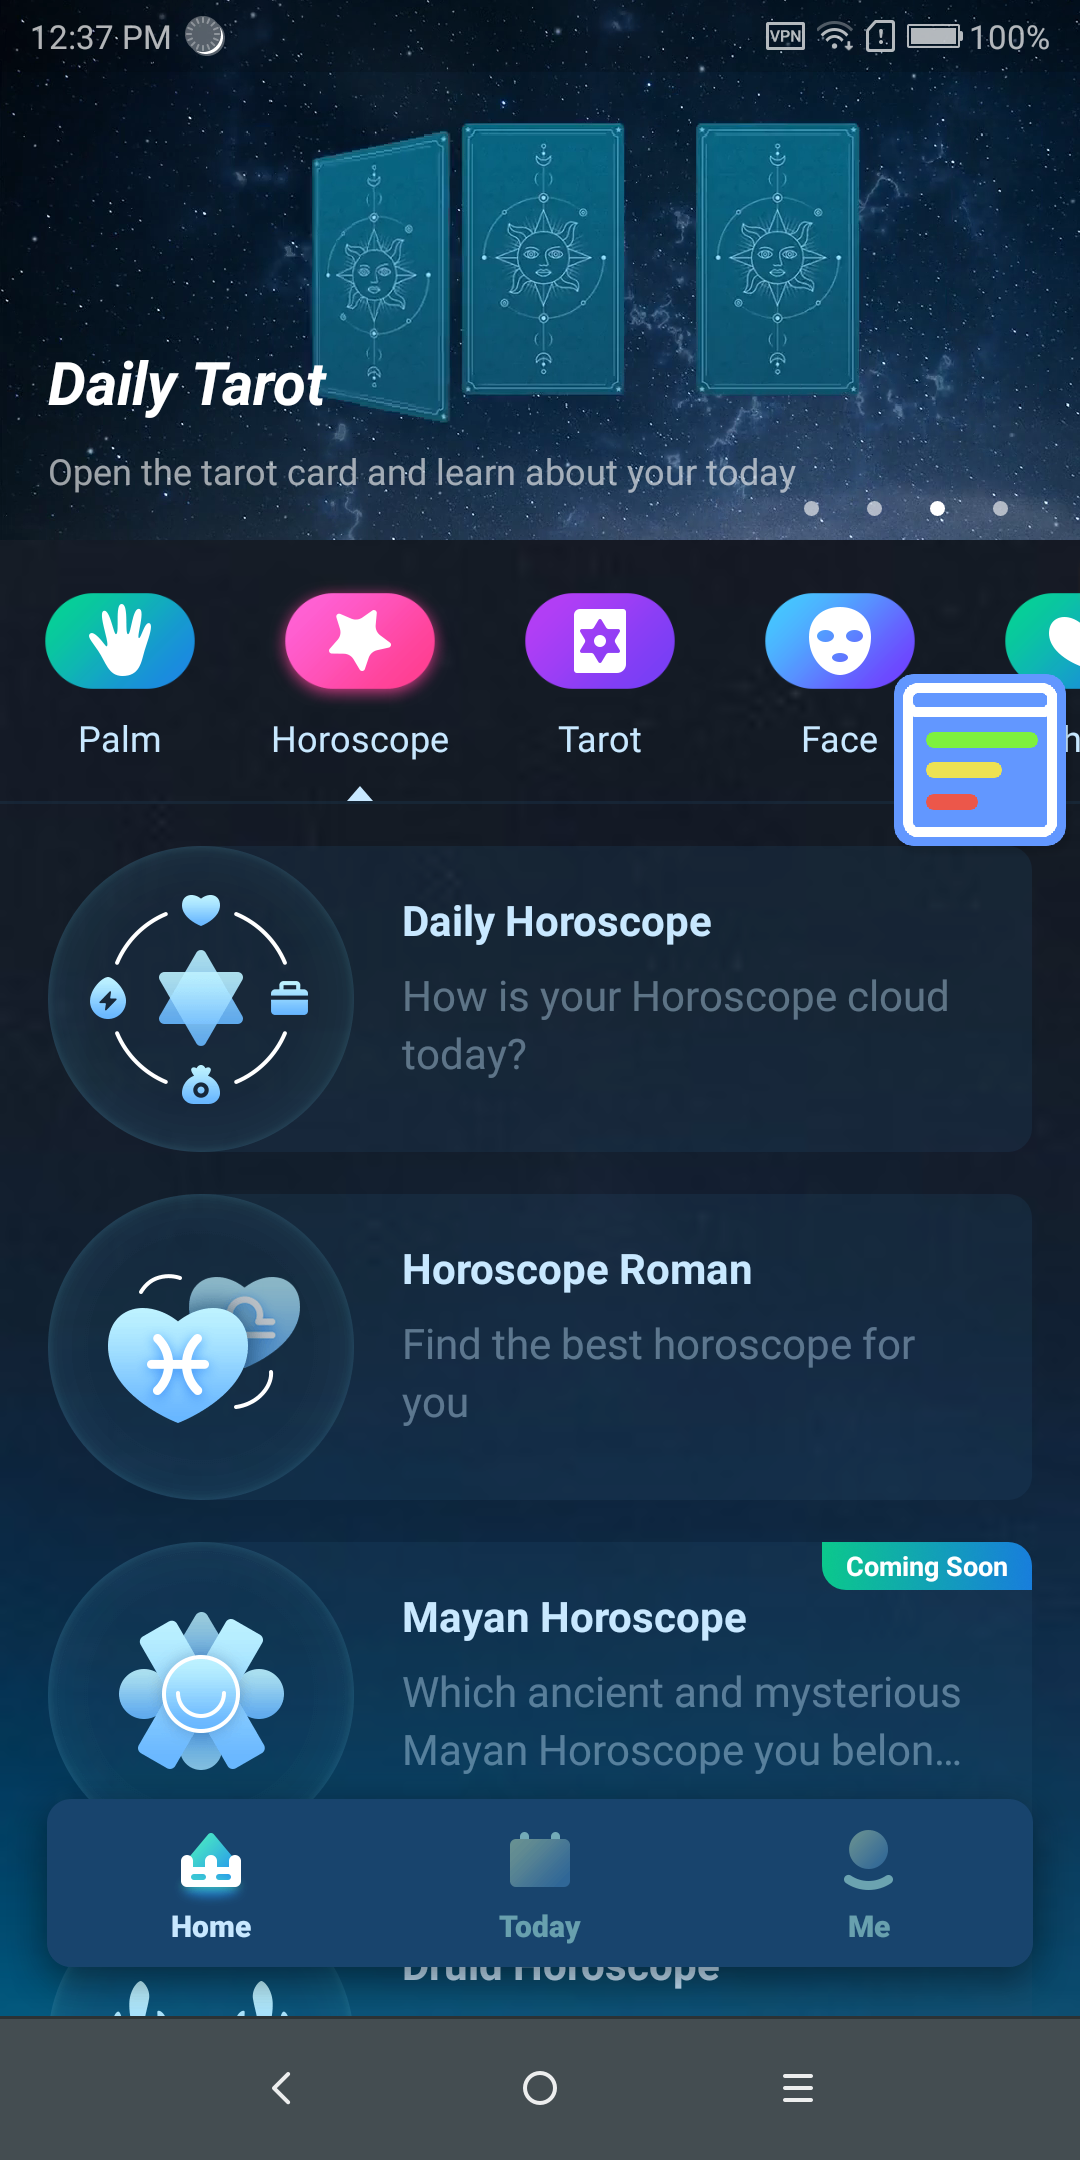 12:37 PM
VPN
100%
Daily Tarot
Open the tarot card and learn about your today
Palm
Horoscope
Tarot
Face
h
Daily Horoscope
How is your Horoscope cloud
today?
Horoscope Roman
Find the best horoscope for
you
Coming Soon
Mayan Horoscope
Which ancient and mysterious
Mayan Horoscope you belon...
Home
Today
Me
Druid Horoscope